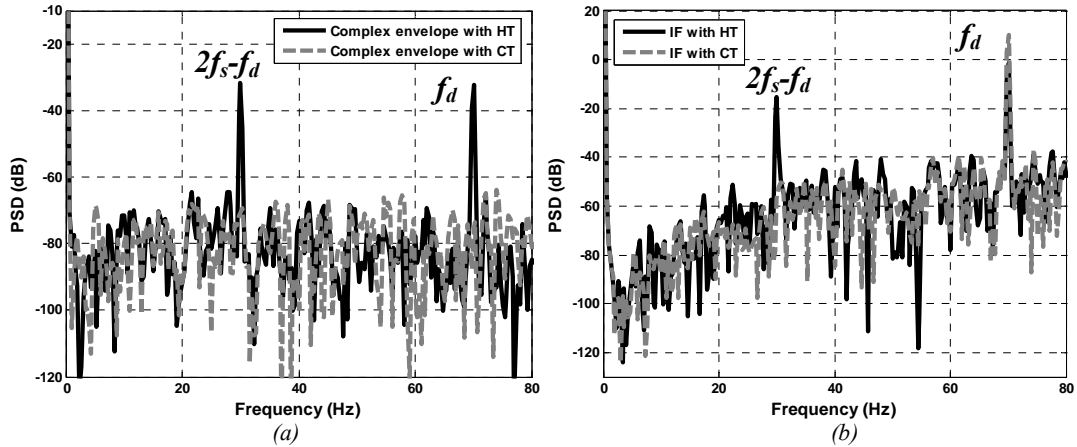 -10
-20
-40
-60
-80
-100
-120
0
20
40
60
80
PSD (dB)
Frequency (Hz)
Complex envelope with HT
Complex envelope with CT
2fs-fd
fd
(a)
20
0
-20
-40
-60
-80
-100
-120
0
20
40
60
80
PSD (dB)
Frequency (Hz)
IF with HT
IF with CT
2fs-fd
fd
(b)